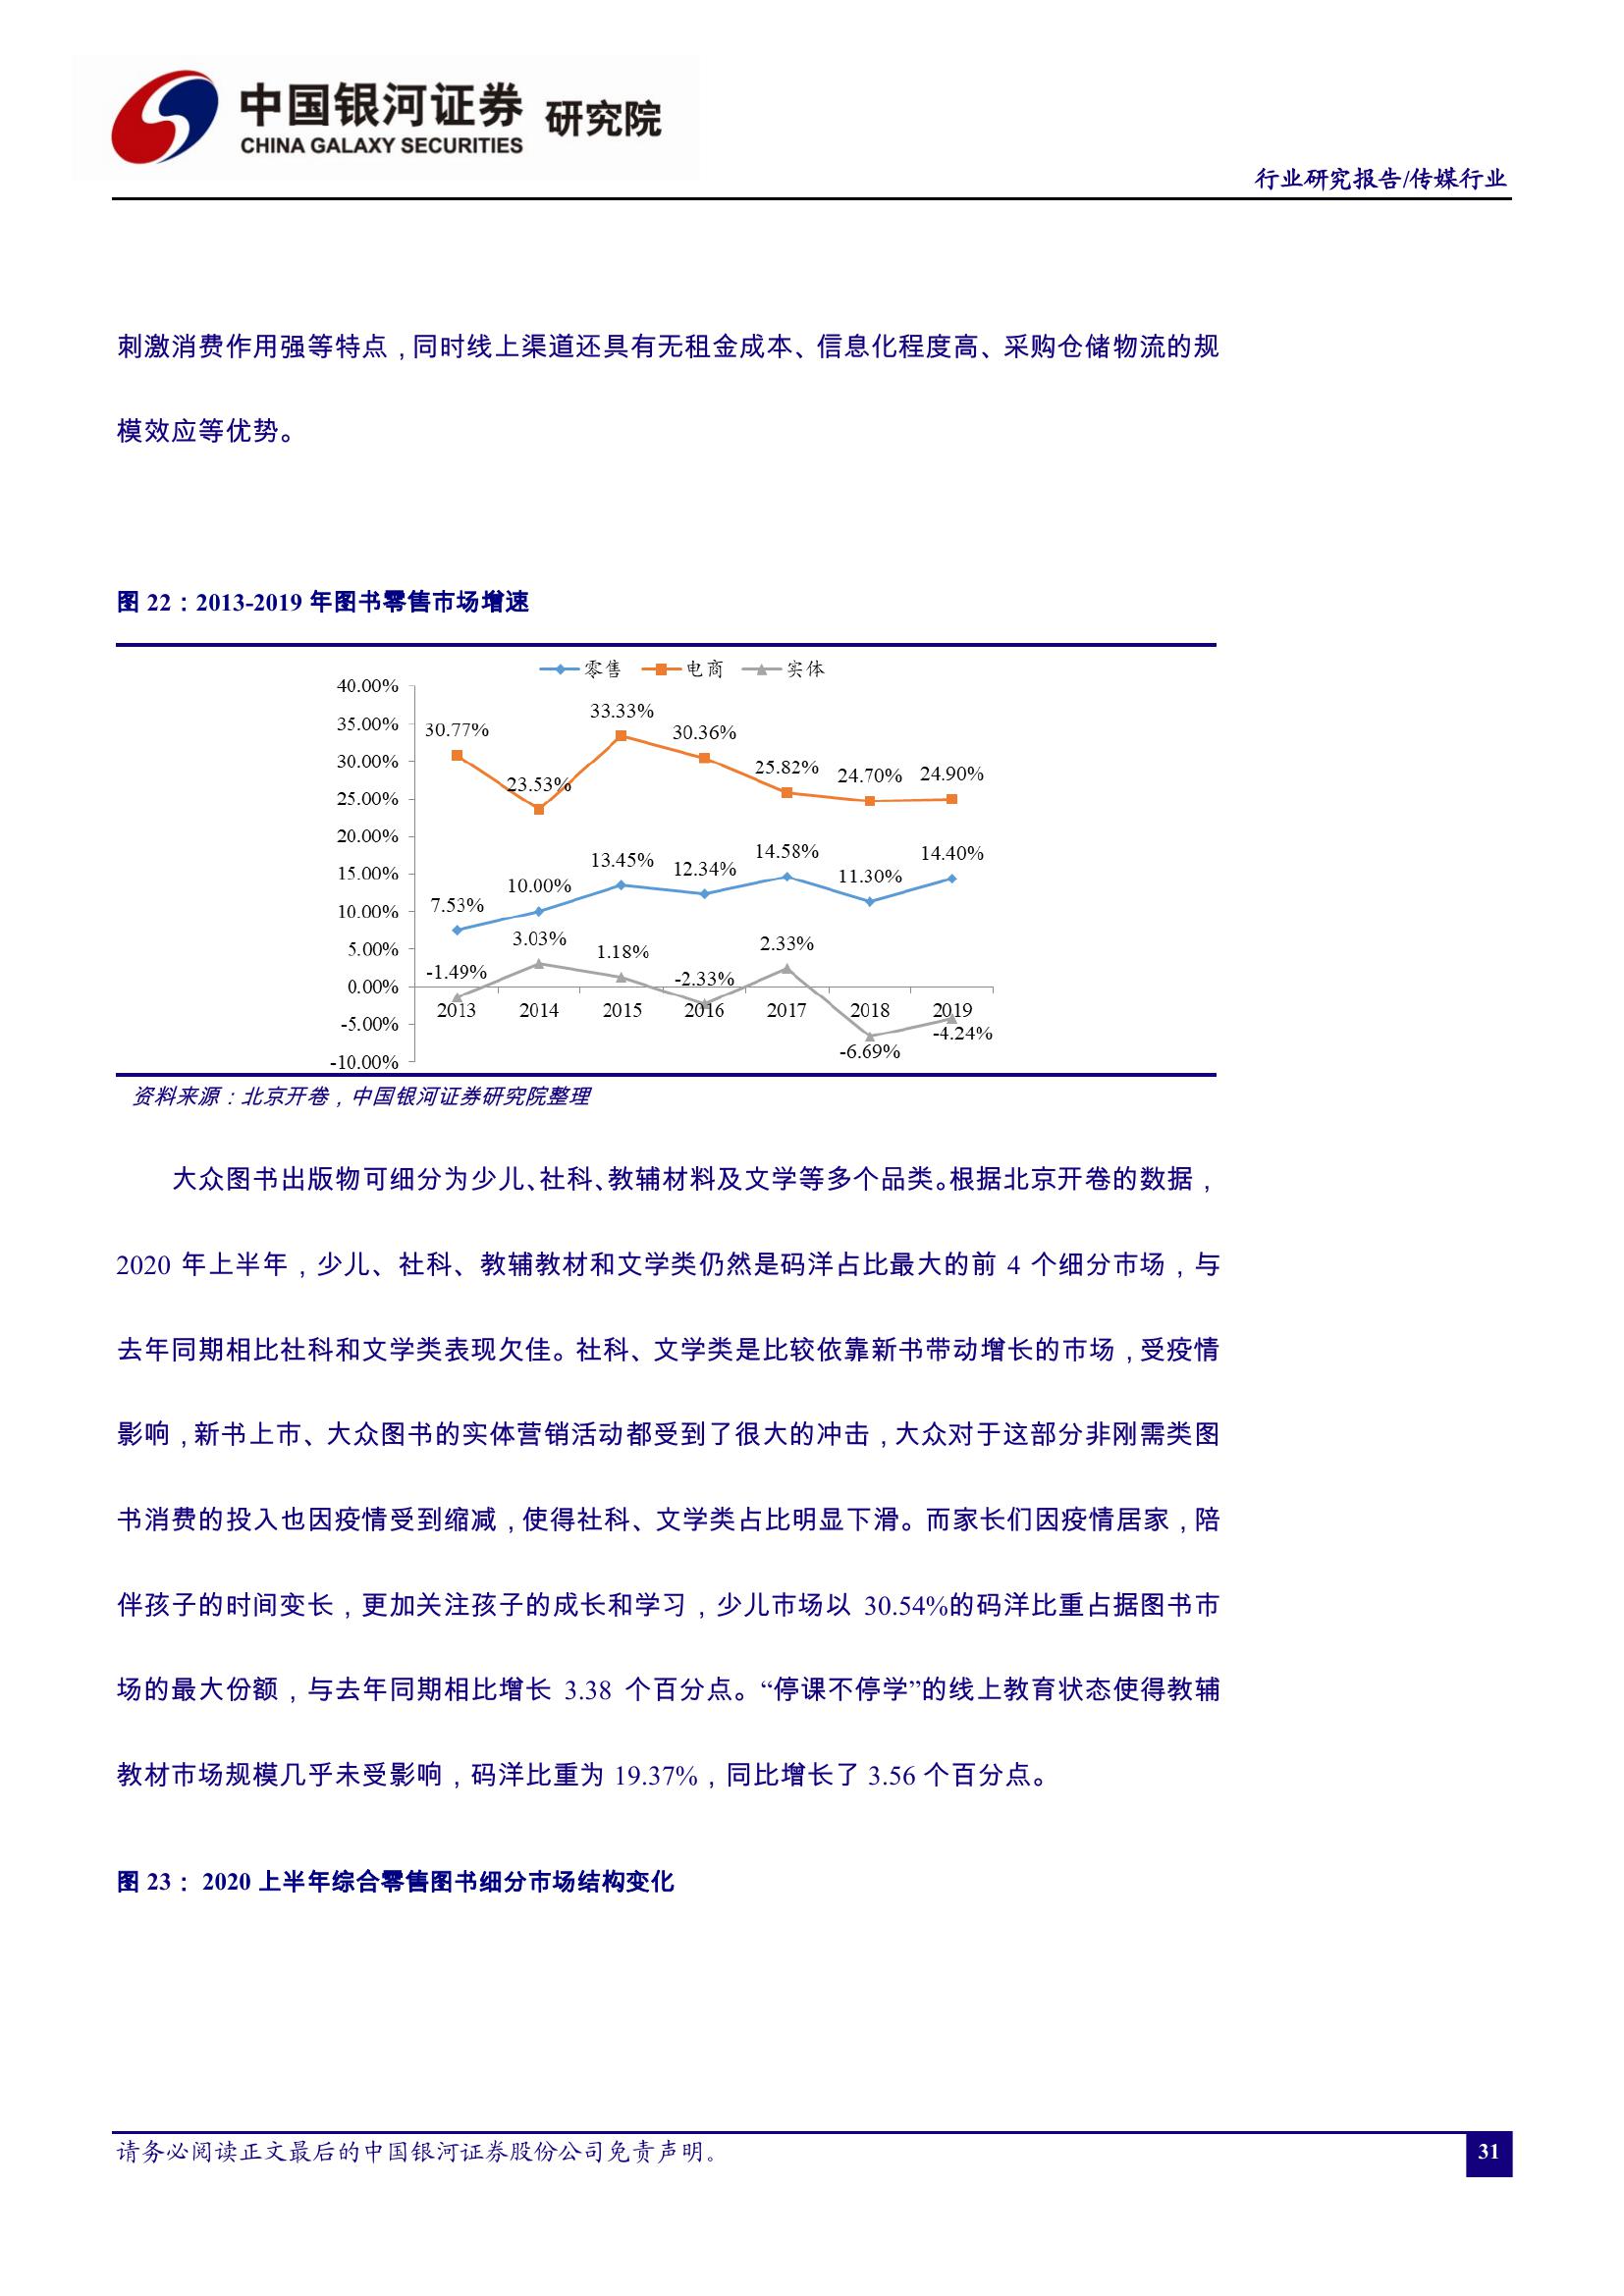 中国银河证券 研究院
CHINA GALAXY SECURITIES
行业研究报告/传媒行业
刺激消费作用强等特点，同时线上渠道还具有无租金成本、信息化程度高、采购仓储物流的规
模效应等优势。
图 22：2013-2019 年图书零售市场增速
零售 电商 实体
40.00%
35.00%
30.00%
25.00%
20.00%
15.00%
10.00%
5.00%
0.00%
-5.00%
-10.00%
30.77% 23.53% 33.33% 30.36% 25.82% 24.70% 24.90%
7.53% 10.00% 13.45% 12.34% 14.58% 11.30% 14.40%
-1.49% 3.03% 1.18% -2.33% 2.33% -6.69% -4.24%
2013 2014 2015 2016 2017 2018 2019
资料来源：北京开卷，中国银河证券研究院整理
大众图书出版物可细分为少儿、社科、教辅材料及文学等多个品类。根据北京开卷的数据，
2020 年上半年，少儿、社科、教辅教材和文学类仍然是码洋占比最大的前 4 个细分市场，与
去年同期相比社科和文学类表现欠佳。社科、文学类是比较依靠新书带动增长的市场，受疫情
影响，新书上市、大众图书的实体营销活动都受到了很大的冲击，大众对于这部分非刚需类图
书消费的投入也因疫情受到缩减，使得社科、文学类占比明显下滑。而家长们因疫情居家，陪
伴孩子的时间变长，更加关注孩子的成长和学习，少儿市场以 30.54%的码洋比重占据图书市
场的最大份额，与去年同期相比增长 3.38 个百分点。“停课不停学”的线上教育状态使得教辅
教材市场规模几乎未受影响，码洋比重为 19.37%，同比增长了 3.56 个百分点。
图 23： 2020 上半年综合零售图书细分市场结构变化
请务必阅读正文最后的中国银河证券股份公司免责声明。
31